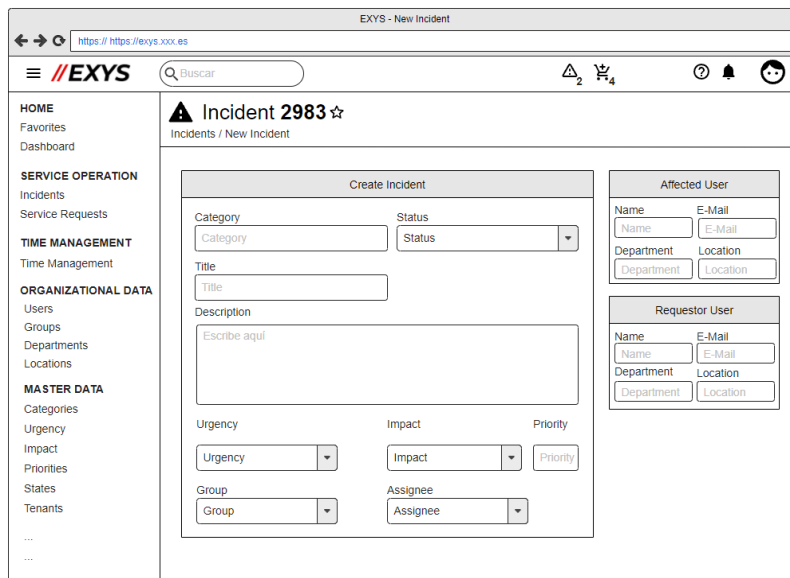 EXYS - New Incident
https:// https://exys.xxx.es
//EXYS
Buscar
2
4
HOME
Favorites
Dashboard
SERVICE OPERATION
Incidents
Service Requests
TIME MANAGEMENT
Time Management
ORGANIZATIONAL DATA
Users
Groups
Departments
Locations
MASTER DATA
Categories
Urgency
Impact
Priorities
States
Tenants
...
...
Incident 2983
Incidents / New Incident
Create Incident
Category Status
Category Status
Title
Title
Description
Escribe aquí
Urgency Impact Priority
Urgency Impact Priority
Group Assignee
Group Assignee
Affected User
Name E-Mail
Name E-Mail
Department Location
Department Location
Requestor User
Name E-Mail
Name E-Mail
Department Location
Department Location